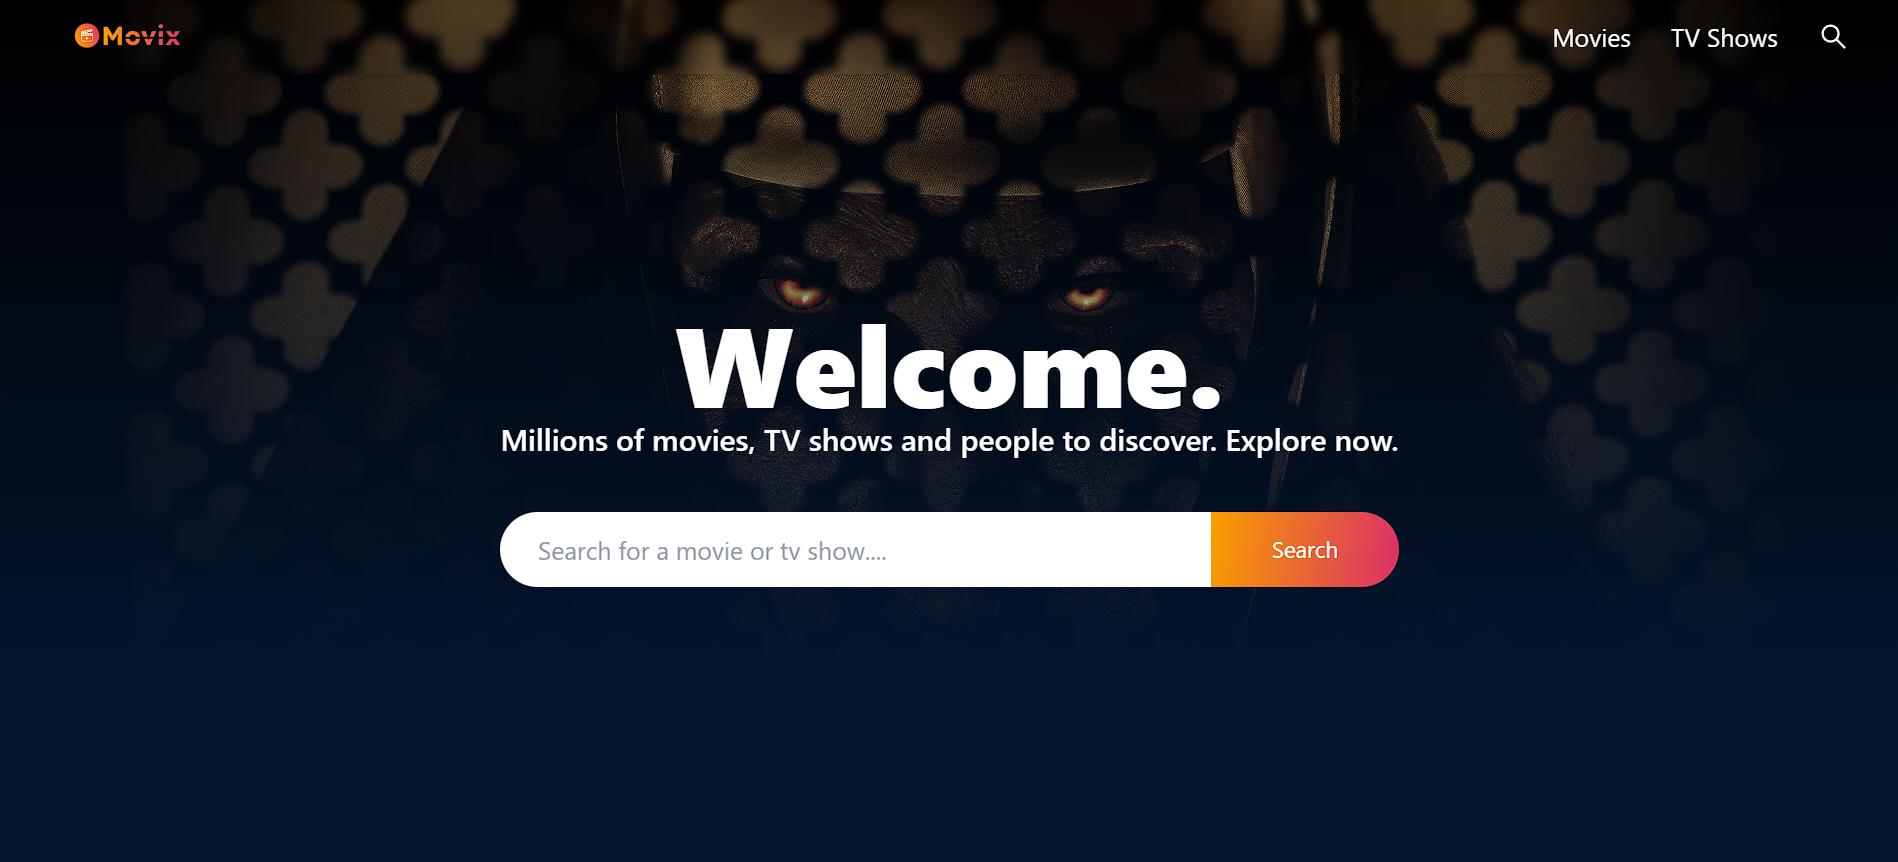 Movix
Movies
TV Shows
Welcome.
Millions of movies, TV shows and people to discover. Explore now.
Search for a movie or tv show....
Search